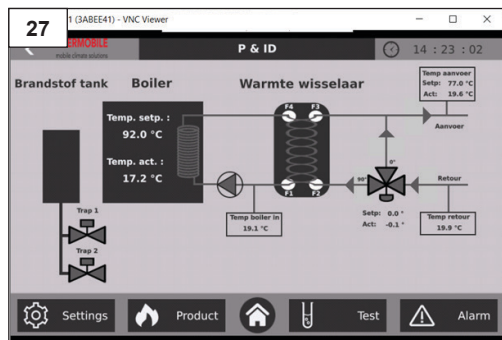 27
1 (3ABEE41) - VNC Viewer
ERMOBILE
mobile climate solutions
P & ID
14 : 23 : 02
Brandstof tank
Boiler
Warmte wisselaar
Temp aanvoer
Setp: 77.0 °C
Act: 19.6 °C
Temp. setp. :
92.0 °C
F4
F3
Aanvoer
Temp. act. :
17.2 °C
0°
90°
Retour
F1
F2
Trap 1
Temp boiler in
19.1 °C
Setp: 0.0 °
Act: -0.1 °
Temp retour
19.9 °C
Trap 2
Settings
Product
Test
Alarm